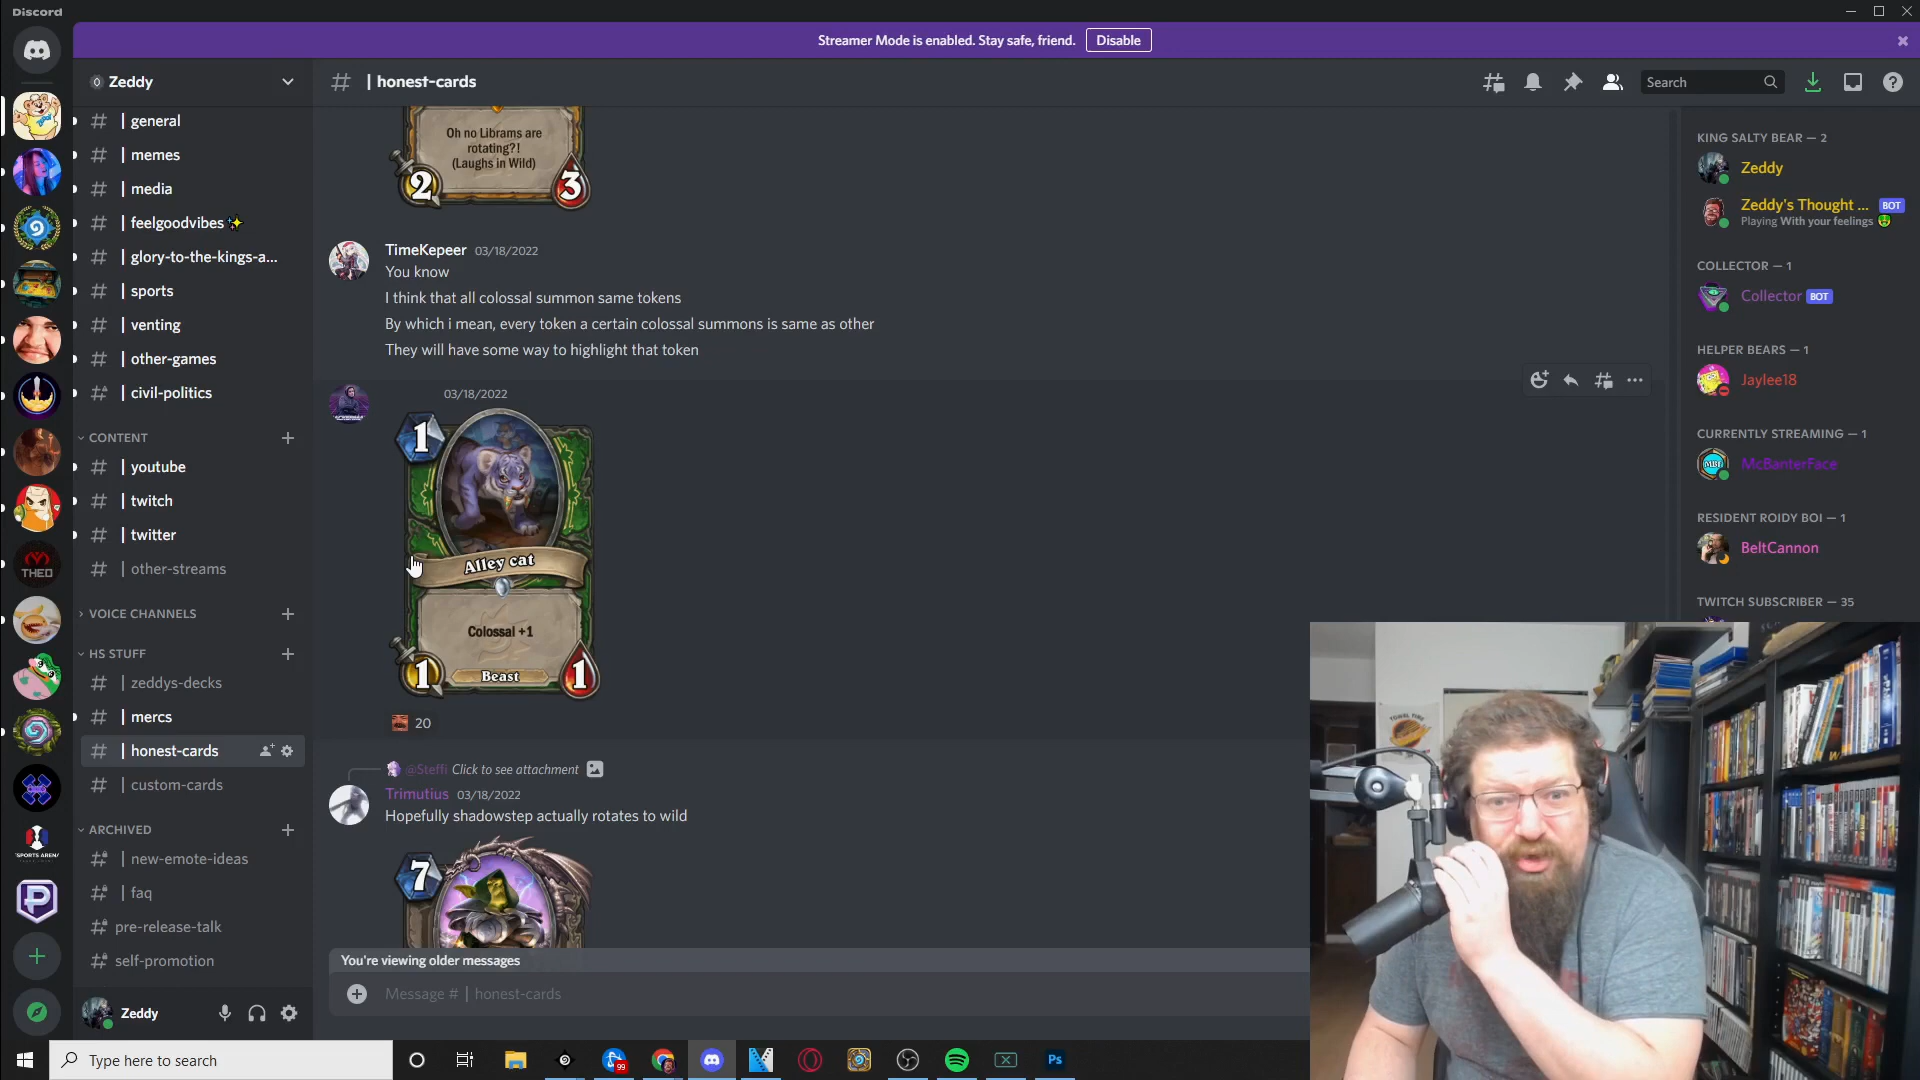 Discord
Streamer Mode is enabled. Stay safe, friend.
Disable
Zeddy
| honest-cards
Search
| general
| memes
| media
| feelgoodvibes
| glory-to-the-kings-a...
| sports
| venting
| other-games
| civil-politics
CONTENT
| youtube
| twitch
| twitter
| other-streams
VOICE CHANNELS
HS STUFF
| zeddys-decks
| mercs
| honest-cards
| custom-cards
ARCHIVED
| new-emote-ideas
| faq
pre-release-talk
self-promotion
THEO
Zeddy
Oh no Librams are
rotating?!
(Laughs in Wild)
2
3
TimeKepeer 03/18/2022
You know
I think that all colossal summon same tokens
By which i mean, every token a certain colossal summons is same as other
They will have some way to highlight that token
03/18/2022
1
Alley cat
Colossal +1
1
Beast
1
20
@Steffi Click to see attachment
Trimutius 03/18/2022
Hopefully shadowstep actually rotates to wild
7
You're viewing older messages
Message # | honest-cards
KING SALTY BEAR — 2
Zeddy
Zeddy's Thought ... BOT
Playing With your feelings
COLLECTOR — 1
Collector BOT
HELPER BEARS — 1
Jaylee18
CURRENTLY STREAMING — 1
McBanterFace
RESIDENT ROIDY BOI — 1
BeltCannon
TWITCH SUBSCRIBER — 35
Type here to search
99
Ps